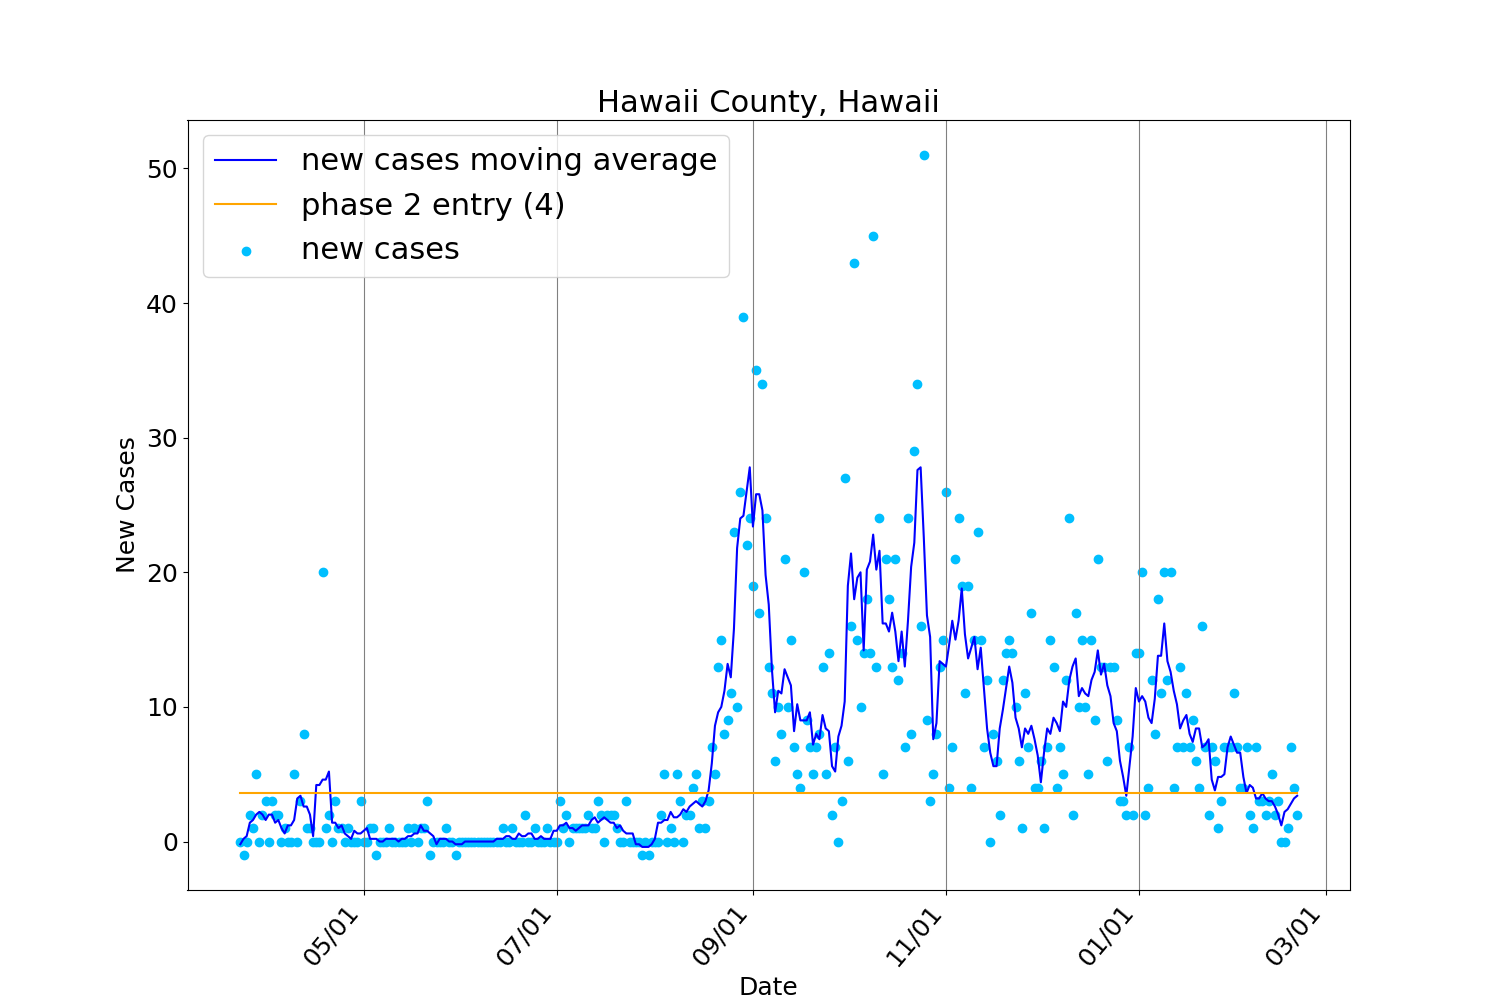 Hawaii County, Hawaii
new cases moving average
phase 2 entry (4)
new cases
50
40
30
20
10
0
New Cases
05/01
07/01
09/01
11/01
01/01
03/01
Date